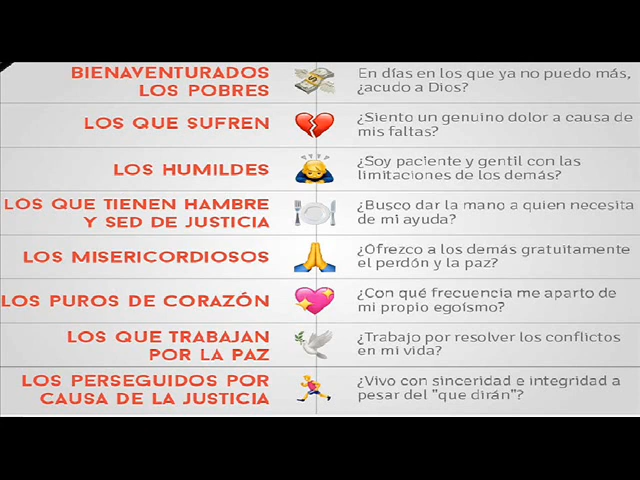 BIENAVENTURADOS
LOS POBRES
En días en los que ya no puedo más,
¿acudo a Dios?
LOS QUE SUFREN
¿Siento un genuino dolor a causa de
mis faltas?
LOS HUMILDES
¿Soy paciente y gentil con las
limitaciones de los demás?
LOS QUE TIENEN HAMBRE
Y SED DE JUSTICIA
¿Busco dar la mano a quien necesita
de mi ayuda?
LOS MISERICORDIOSOS
¿Ofrezco a los demás gratuitamente
el perdón y la paz?
LOS PUROS DE CORAZÓN
¿Con qué frecuencia me aparto de
mi propio egoísmo?
LOS QUE TRABAJAN
POR LA PAZ
¿Trabajo por resolver los conflictos
en mi vida?
LOS PERSEGUIDOS POR
CAUSA DE LA JUSTICIA
¿Vivo con sinceridad e integridad a
pesar del "que dirán"?